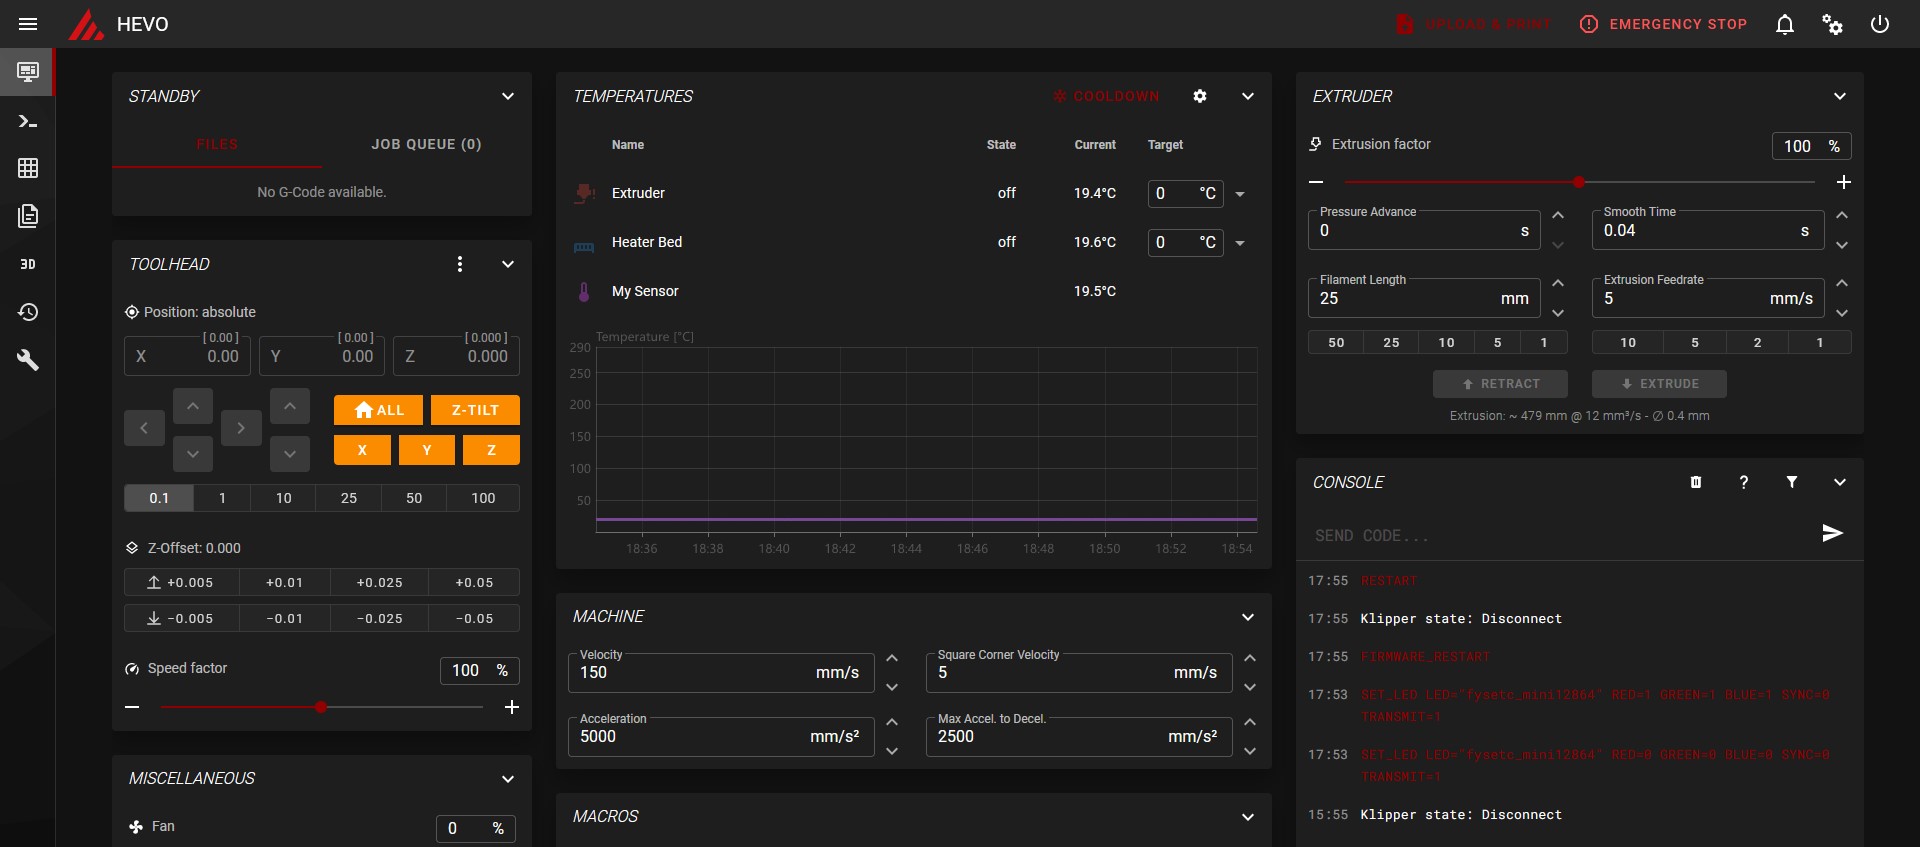 HEVO
UPLOAD & PRINT
EMERGENCY STOP
3D
STANDBY
FILES
JOB QUEUE (0)
No G-Code available.
TOOLHEAD
Position: absolute
[ 0.00 ]
[ 0.00 ]
[ 0.000 ]
X 0.00
Y 0.00
Z 0.000
ALL
Z-TILT
X
Y
Z
0.1 1 10 25 50 100
Z-Offset: 0.000
+0.005 +0.01 +0.025 +0.05
-0.005 -0.01 -0.025 -0.05
Speed factor
100 %
MISCELLANEOUS
Fan
0 %
TEMPERATURES
COOLDOWN
Name State Current Target
Extruder off 19.4°C 0 °C
Heater Bed off 19.6°C 0 °C
My Sensor 19.5°C
Temperature [°C]
290
250
200
150
100
50
18:36 18:38 18:40 18:42 18:44 18:46 18:48 18:50 18:52 18:54
MACHINE
Velocity
150 mm/s
Square Corner Velocity
5 mm/s
Acceleration
5000 mm/s²
Max Accel. to Decel.
2500 mm/s²
MACROS
EXTRUDER
Extrusion factor
100 %
Pressure Advance
0 s
Smooth Time
0.04 s
Filament Length
25 mm
Extrusion Feedrate
5 mm/s
50 25 10 5 1
10 5 2 1
RETRACT
EXTRUDE
Extrusion: ~ 479 mm @ 12 mm³/s - ∅ 0.4 mm
CONSOLE
?
SEND CODE...
17:55 RESTART
17:55 Klipper state: Disconnect
17:55 FIRMWARE_RESTART
17:53 SET_LED LED="fysetc_mini12864" RED=1 GREEN=1 BLUE=1 SYNC=0
TRANSMIT=1
17:53 SET_LED LED="fysetc_mini12864" RED=0 GREEN=0 BLUE=0 SYNC=0
TRANSMIT=1
15:55 Klipper state: Disconnect